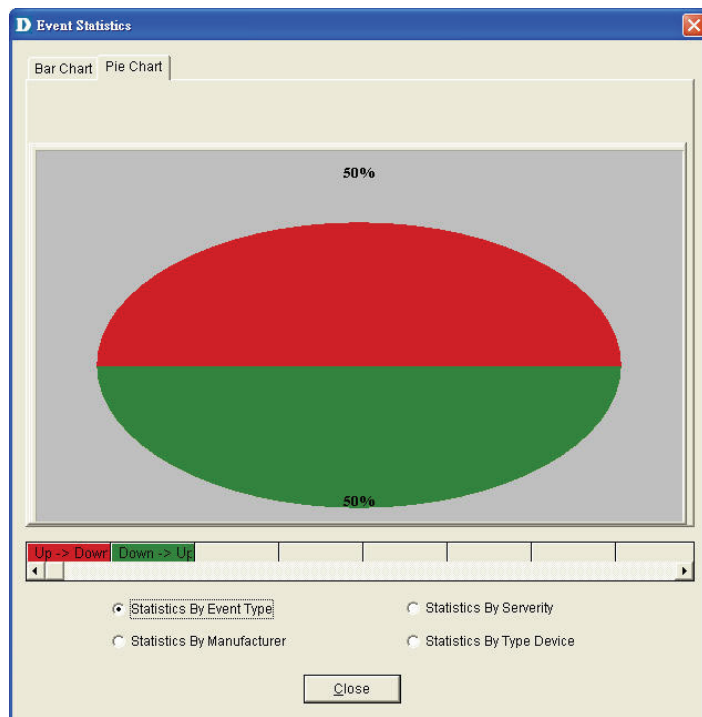 D Event Statistics
Bar Chart Pie Chart
50%
50%
Up -> Down Down -> Up
Statistics By Event Type Statistics By Serverity
Statistics By Manufacturer Statistics By Type Device
Close